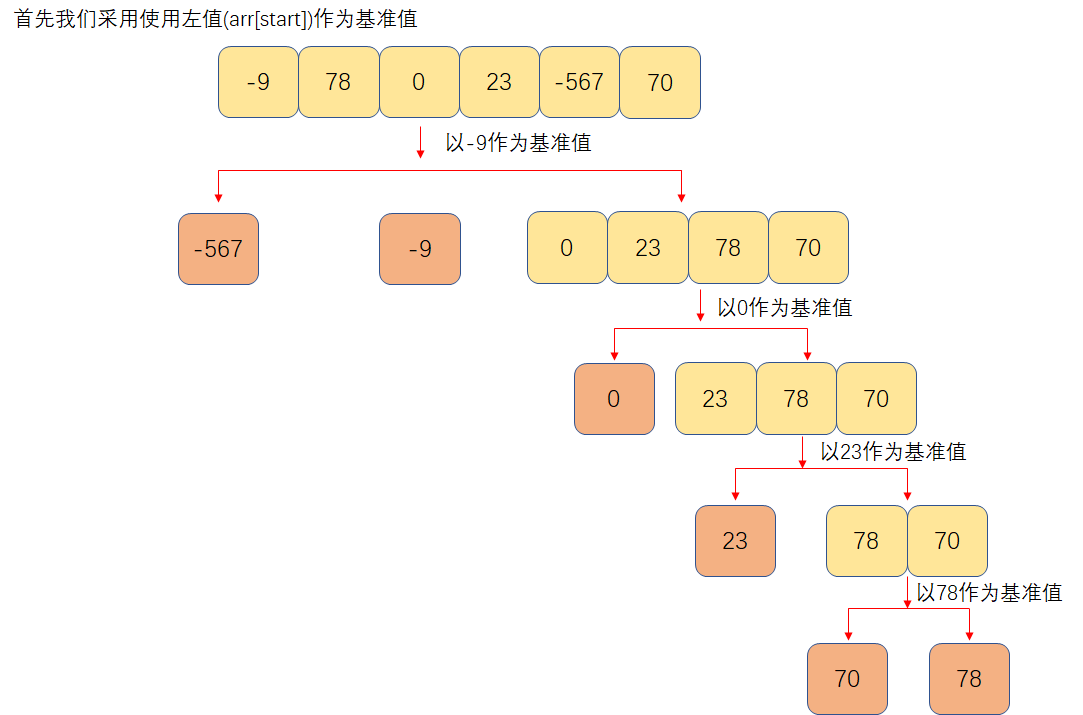 首先我们采用使用左值(arr[start])作为基准值
-9 78 0 23 -567 70
以-9作为基准值
-567 -9 0 23 78 70
以0作为基准值
0 23 78 70
以23作为基准值
23 78 70
以78作为基准值
70 78